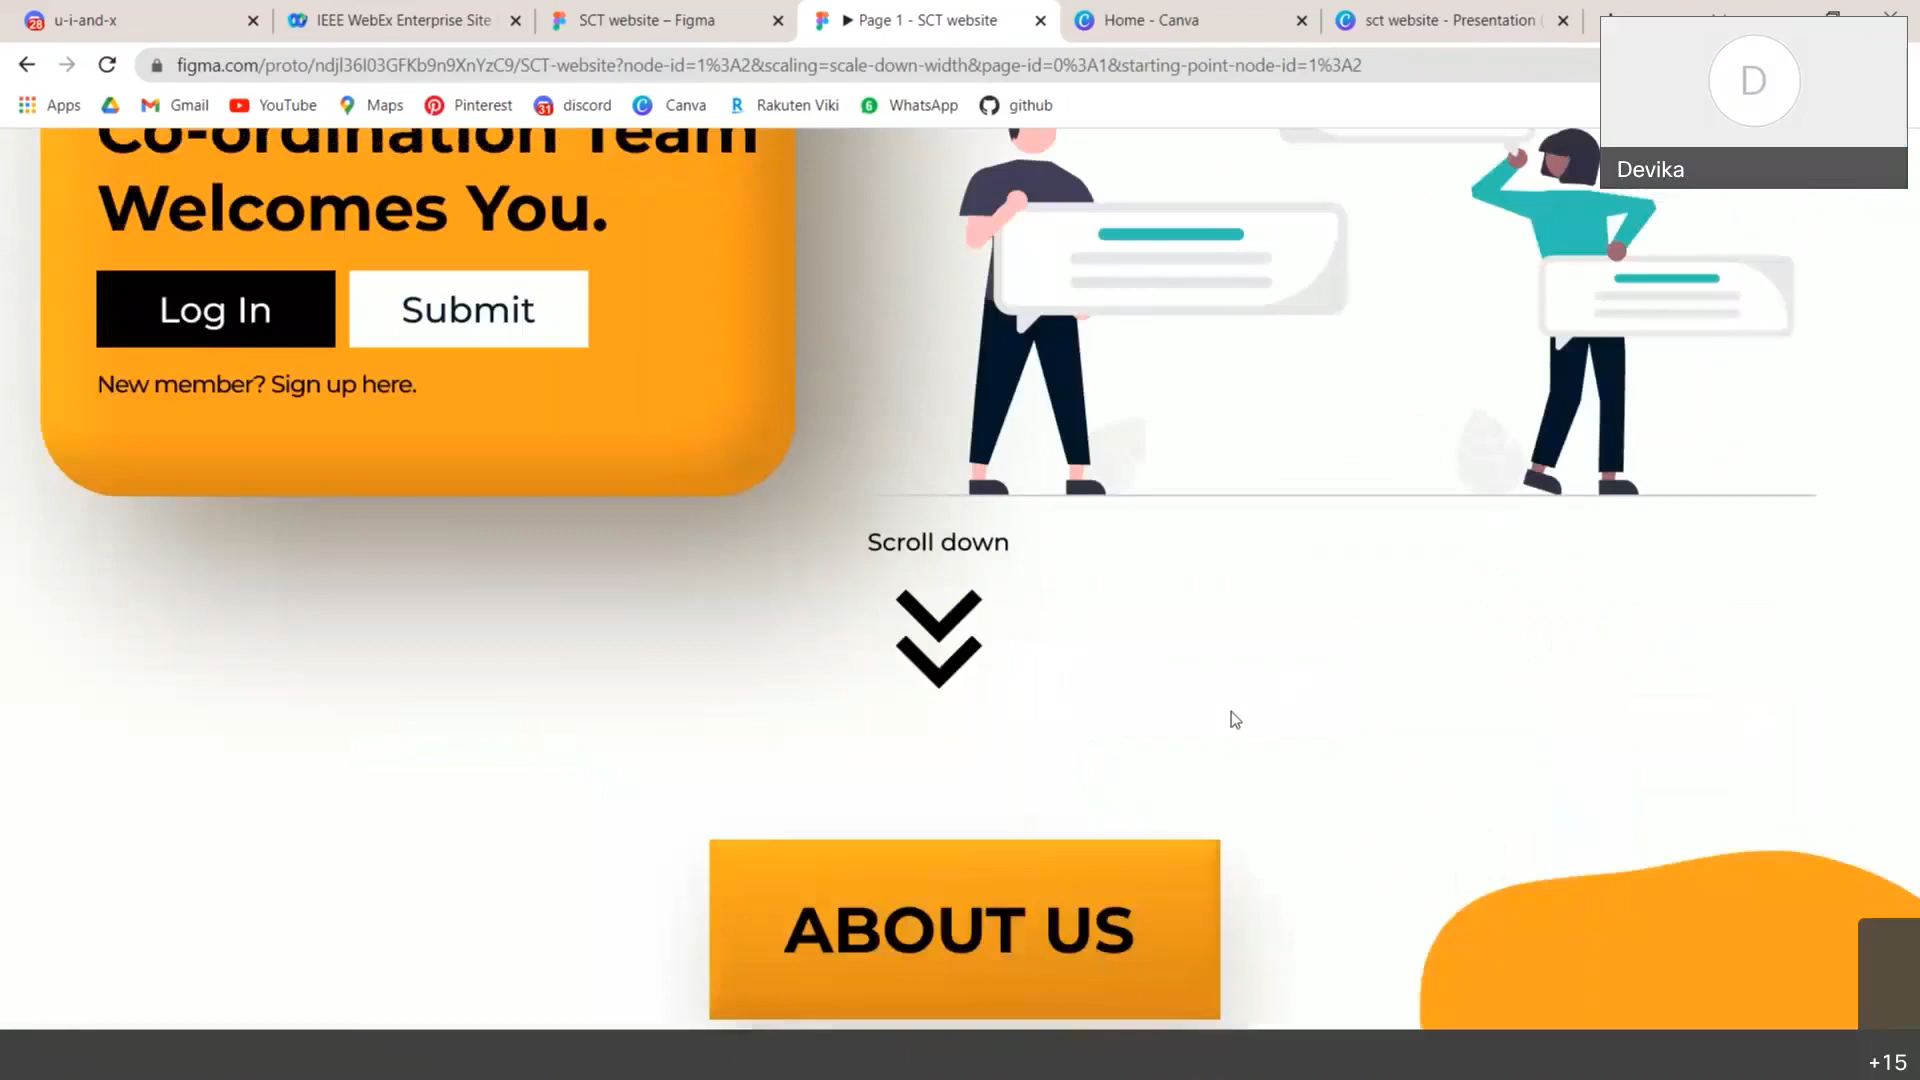 u-i-and-x
IEEE WebEx Enterprise Site
SCT website – Figma
Page 1 - SCT website
Home - Canva
sct website - Presentation (
figma.com/proto/ndjl36I03GFKb9n9XnYzC9/SCT-website?node-id=1%3A2&scaling=scale-down-width&page-id=0%3A1&starting-point-node-id=1%3A2
Apps
Gmail
YouTube
Maps
Pinterest
discord
Canva
Rakuten Viki
WhatsApp
github
D
Devika
Co-ordination Team
Welcomes You.
Log In
Submit
New member? Sign up here.
Scroll down
ABOUT US
+15